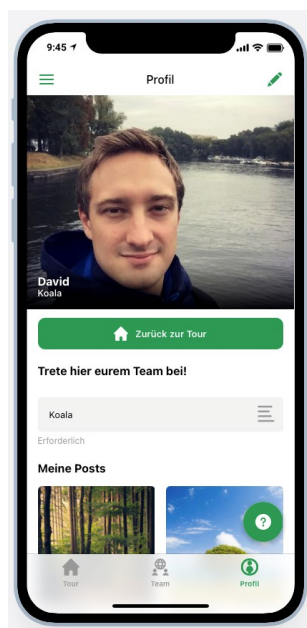 9:45
Profil
David
Koala
Zurück zur Tour
Trete hier eurem Team bei!
Koala
Erforderlich
Meine Posts
?
Tour
Team
Profil